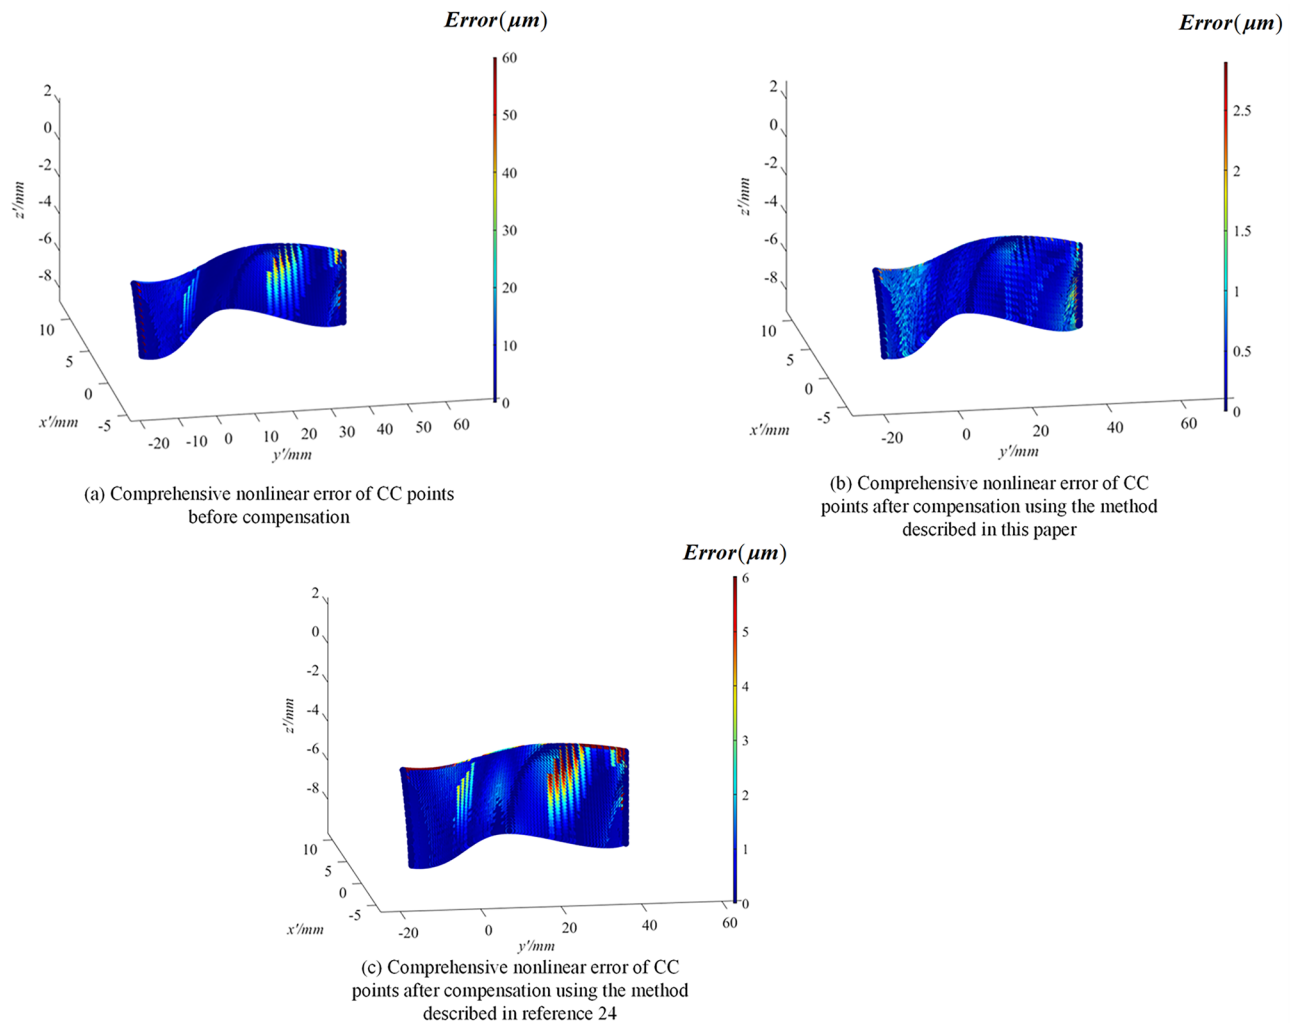 Error(μm)
60
50
40
30
20
10
0
2
0
-2
-4
-6
-8
z'/mm
10
5
0
-5
x'/mm
-20 -10 0 10 20 30 40 50 60
y'/mm
(a) Comprehensive nonlinear error of CC points
before compensation
Error(μm)
2.5
2
1.5
1
0.5
0
2
0
-2
-4
-6
-8
z'/mm
10
5
0
-5
x'/mm
-20 0 20 40 60
y'/mm
(b) Comprehensive nonlinear error of CC
points after compensation using the method
described in this paper
Error(μm)
6
5
4
3
2
1
0
2
0
-2
-4
-6
-8
z'/mm
10
5
0
-5
x'/mm
-20 0 20 40 60
y'/mm
(c) Comprehensive nonlinear error of CC
points after compensation using the method
described in reference 24